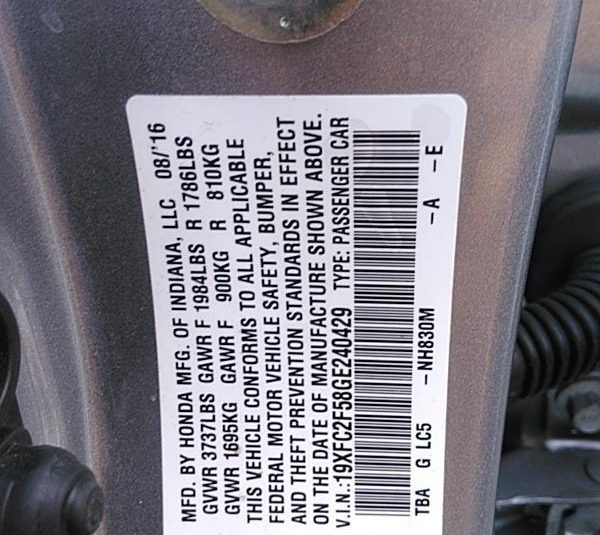 MFD. BY HONDA MFG. OF INDIANA, LLC 08/'16
GVWR 3737LBS GAWR F 1984LBS R 1786LBS
GVWR 1695KG GAWR F 900KG R 810KG
THIS VEHICLE CONFORMS TO ALL APPLICABLE
FEDERAL MOTOR VEHICLE SAFETY, BUMPER,
AND THEFT PREVENTION STANDARDS IN EFFECT
ON THE DATE OF MANUFACTURE SHOWN ABOVE.
V.I.N.:19XFC2F58GE240429 TYPE: PASSENGER CAR
TBA G LC5 -NH830M -A -E